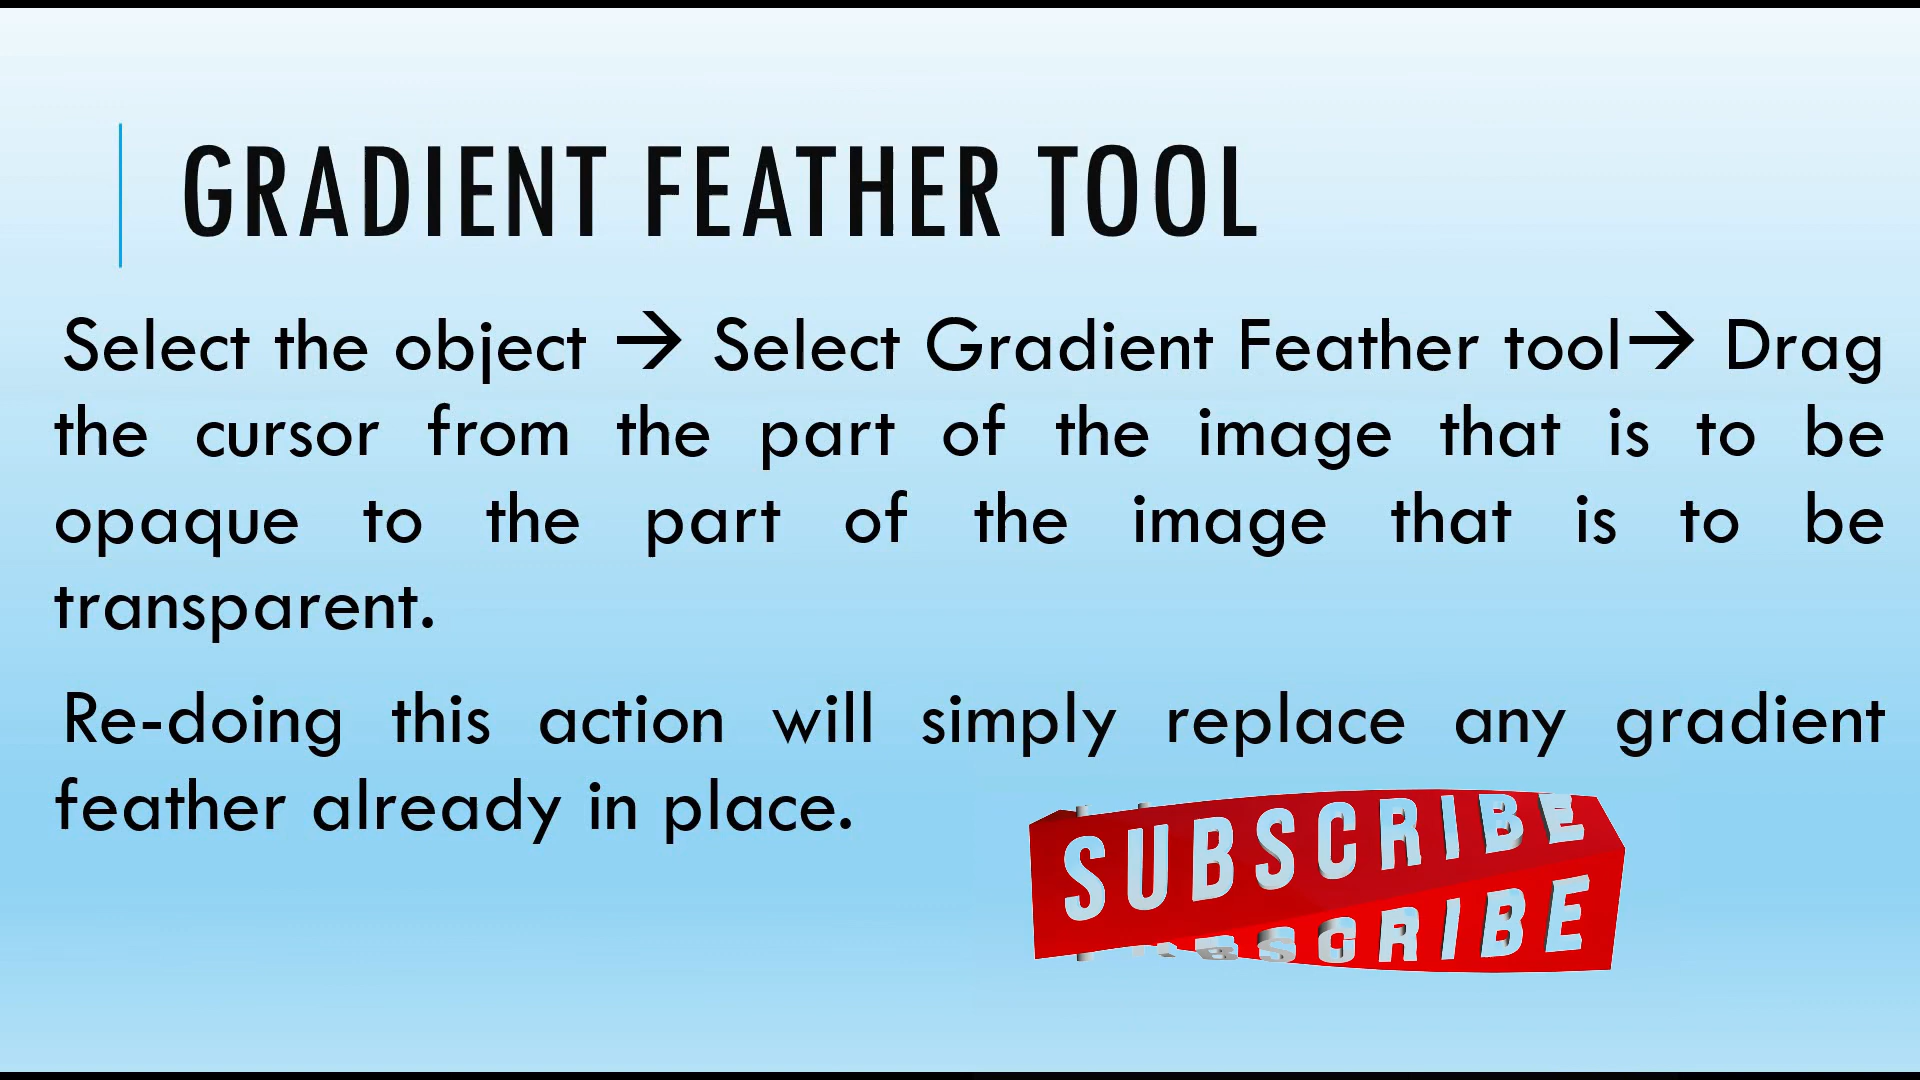 GRADIENT FEATHER TOOL
Select the object → Select Gradient Feather tool→ Drag
the cursor from the part of the image that is to be
opaque to the part of the image that is to be
transparent.
Re-doing this action will simply replace any gradient
feather already in place.
SUBSCRIBE
SCRIBE